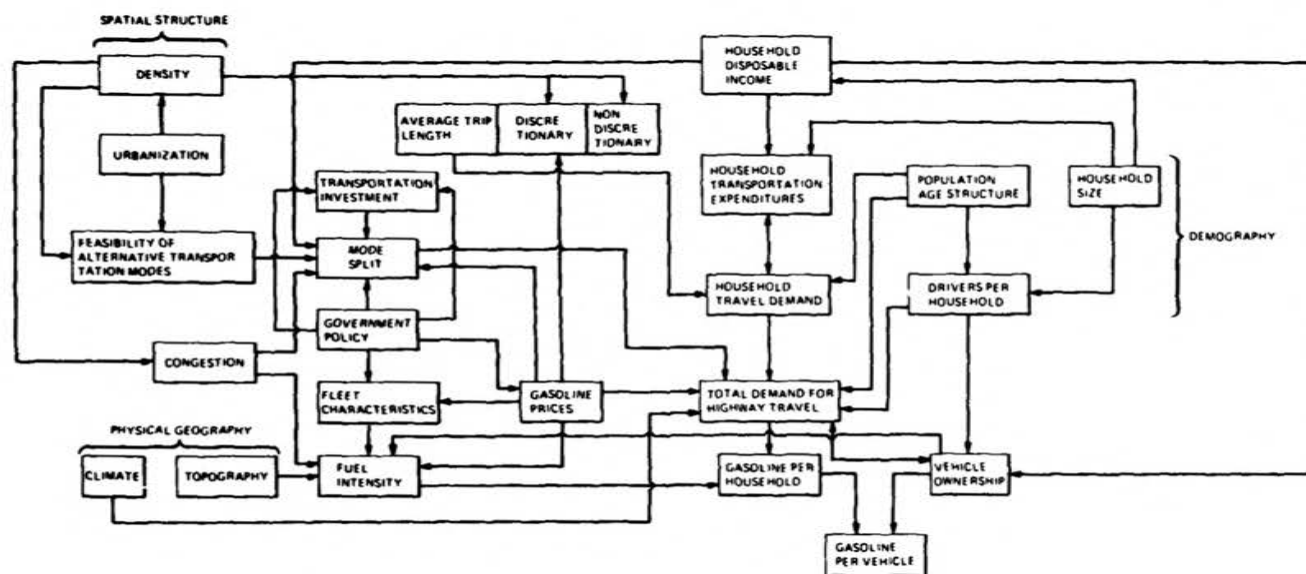 SPATIAL STRUCTURE
DENSITY
URBANIZATION
FEASIBILITY OF
ALTERNATIVE TRANSPOR
TATION MODES
CONGESTION
PHYSICAL GEOGRAPHY
CLIMATE
TOPOGRAPHY
AVERAGE TRIP
LENGTH
DISCRE
TIONARY
NON
DISCRE
TIONARY
TRANSPORTATION
INVESTMENT
MODE
SPLIT
GOVERNMENT
POLICY
FLEET
CHARACTERISTICS
FUEL
INTENSITY
GASOLINE
PRICES
HOUSEHOLD
DISPOSABLE
INCOME
HOUSEHOLD
TRANSPORTATION
EXPENDITURES
HOUSEHOLD
TRAVEL DEMAND
TOTAL DEMAND FOR
HIGHWAY TRAVEL
GASOLINE PER
HOUSEHOLD
POPULATION
AGE STRUCTURE
HOUSEHOLD
SIZE
DEMOGRAPHY
DRIVERS PER
HOUSEHOLD
VEHICLE
OWNERSHIP
GASOLINE
PER VEHICLE